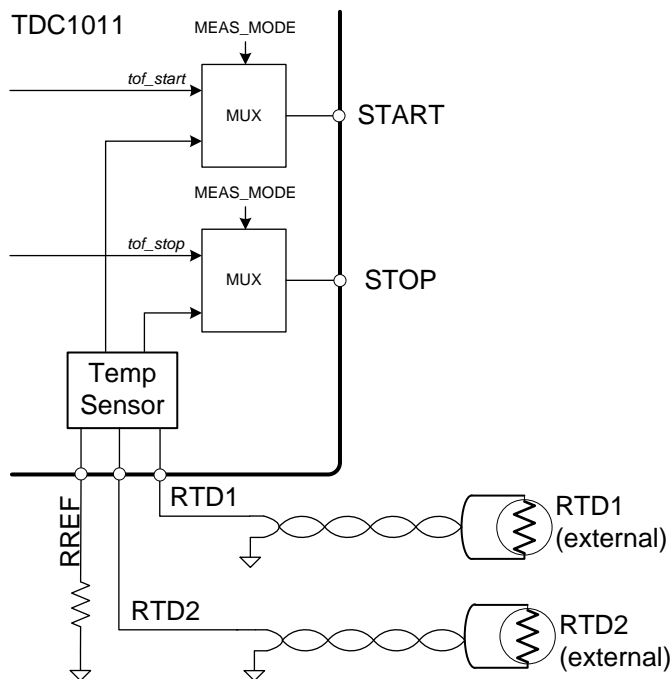 TDC1011
MEAS_MODE
tof_start
MUX
START
MEAS_MODE
tof_stop
MUX
STOP
Temp
Sensor
RREF
RTD1
RTD1
(external)
RTD2
RTD2
(external)